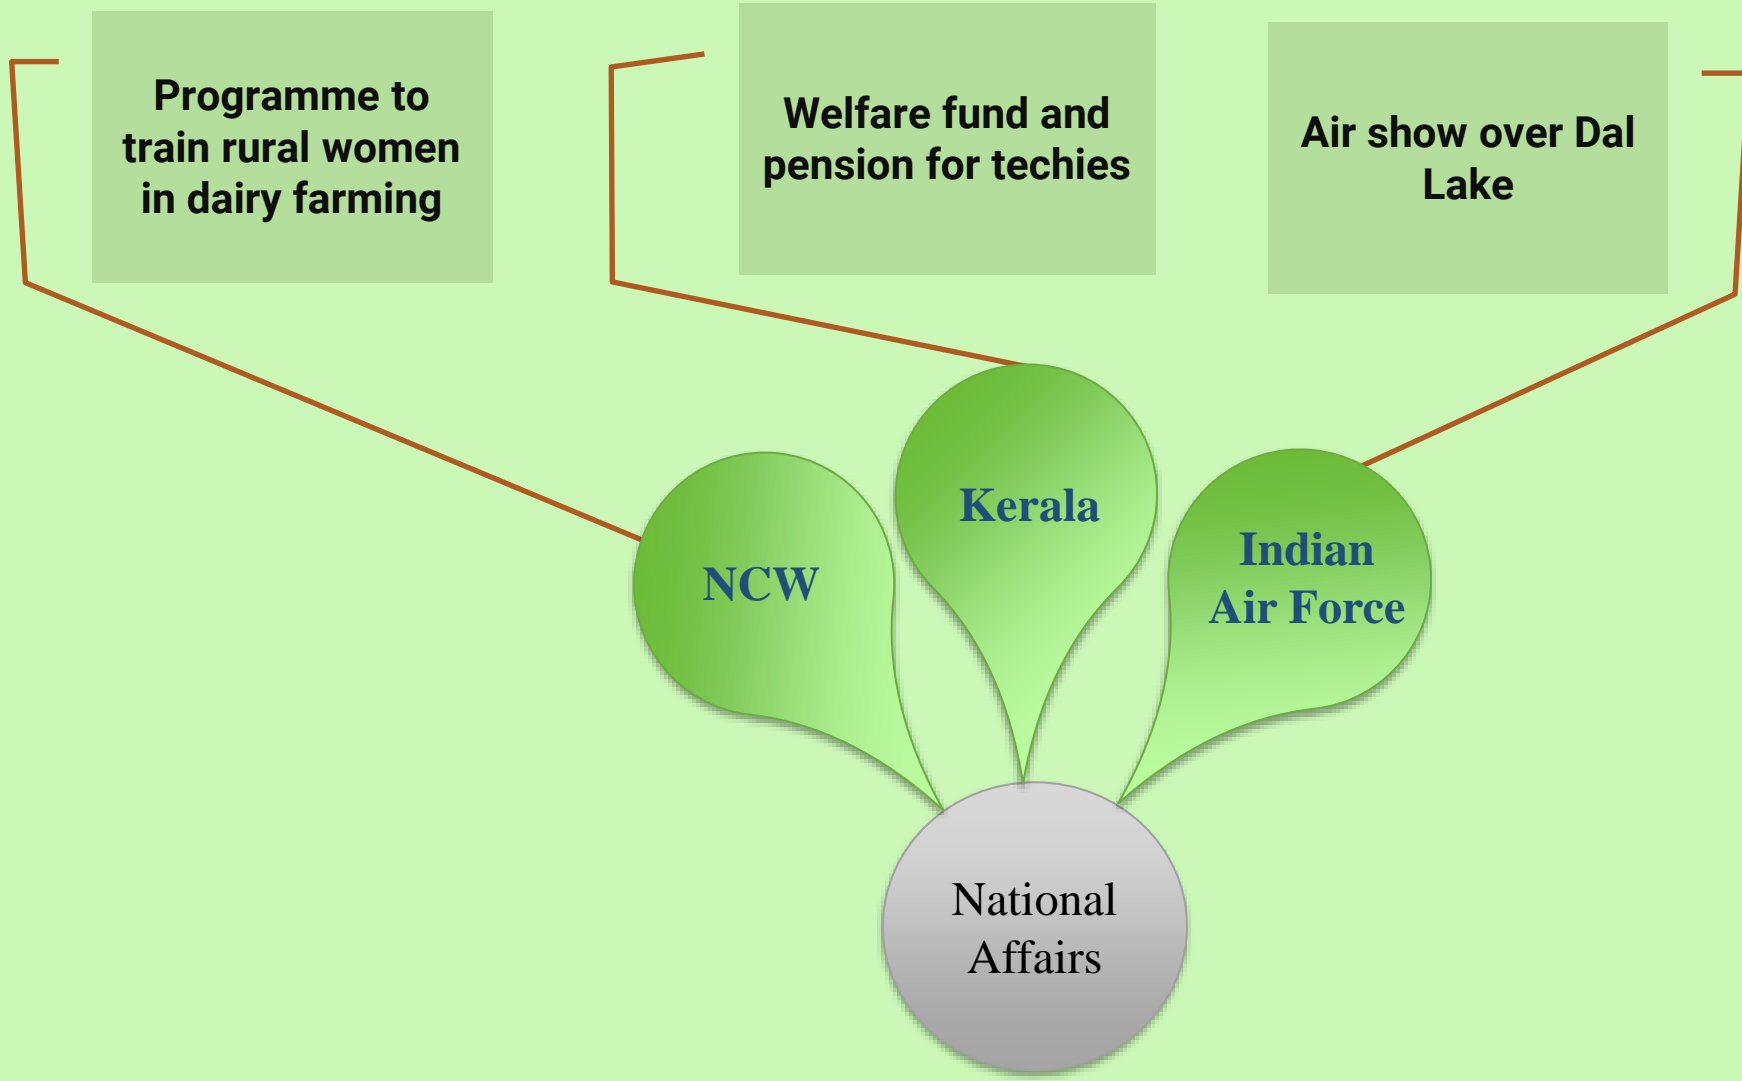 Programme to
train rural women
in dairy farming
Welfare fund and
pension for techies
Air show over Dal
Lake
NCW
Kerala
Indian
Air Force
National
Affairs